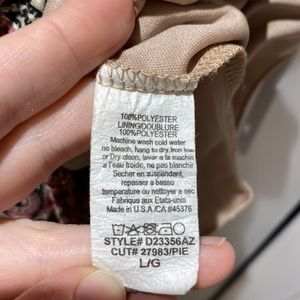 100%POLYESTER
LINING/DOUBLURE
100%POLYESTER
Machine wash cold water
no bleach, hang to dry,Iron low
or Dry clean, lavar a la machin
a l'eau froide, ne pas blanchir
Secher en suspendant,
repasser a basso
temperature ou nettoyer a sec
Fabrique aux Etats-unis
Made in U.S.A /CA #45376
STYLE# D23356AZ
CUT# 27983/PIE
L/G